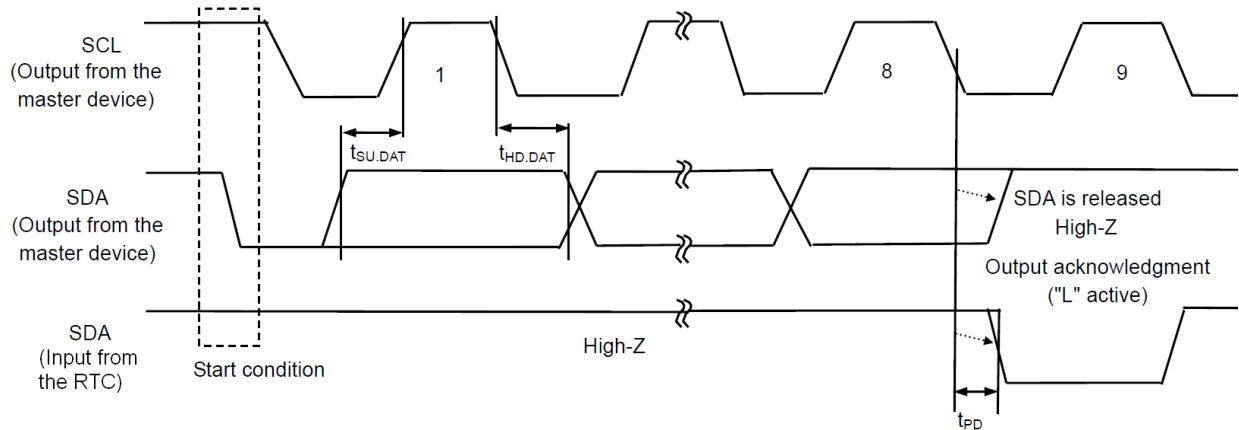 SCL
(Output from the
master device)
1
8
9
tSU.DAT
tHD.DAT
SDA
(Output from the
master device)
SDA is released
High-Z
Output acknowledgment
("L" active)
SDA
(Input from
the RTC)
Start condition
High-Z
tPD